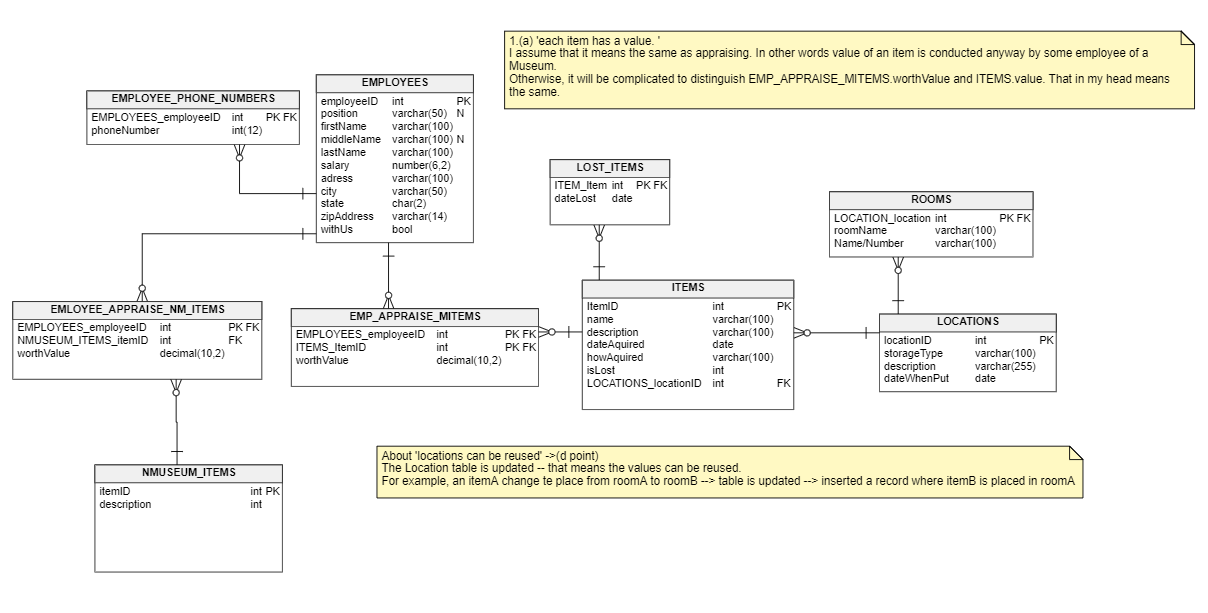 1.(a) 'each item has a value. '
I assume that it means the same as appraising. In other words value of an item is conducted anyway by some employee of a
Museum.
Otherwise, it will be complicated to distinguish EMP_APPRAISE_MITEMS.worthValue and ITEMS.value. That in my head means
the same.
EMPLOYEES
employeeID int PK
position varchar(50) N
firstName varchar(100)
middleName varchar(100) N
lastName varchar(100)
salary number(6,2)
adress varchar(100)
city varchar(50)
state char(2)
zipAddress varchar(14)
withUs bool
EMPLOYEE_PHONE_NUMBERS
EMPLOYEES_employeeID int PK FK
phoneNumber int(12)
LOST_ITEMS
ITEM_Item int PK FK
dateLost date
ROOMS
LOCATION_location int PK FK
roomName varchar(100)
Name/Number varchar(100)
EMLOYEE_APPRAISE_NM_ITEMS
EMPLOYEES_employeeID int PK FK
NMUSEUM_ITEMS_itemID int FK
worthValue decimal(10,2)
EMP_APPRAISE_MITEMS
EMPLOYEES_employeeID int PK FK
ITEMS_ItemID int PK FK
worthValue decimal(10,2)
ITEMS
ItemID int PK
name varchar(100)
description varchar(100)
dateAquired date
howAquired varchar(100)
isLost int
LOCATIONS_locationID int FK
LOCATIONS
locationID int PK
storageType varchar(100)
description varchar(255)
dateWhenPut date
NMUSEUM_ITEMS
itemID int PK
description int
About 'locations can be reused' ->(d point)
The Location table is updated -- that means the values can be reused.
For example, an itemA change te place from roomA to roomB --> table is updated --> inserted a record where itemB is placed in roomA